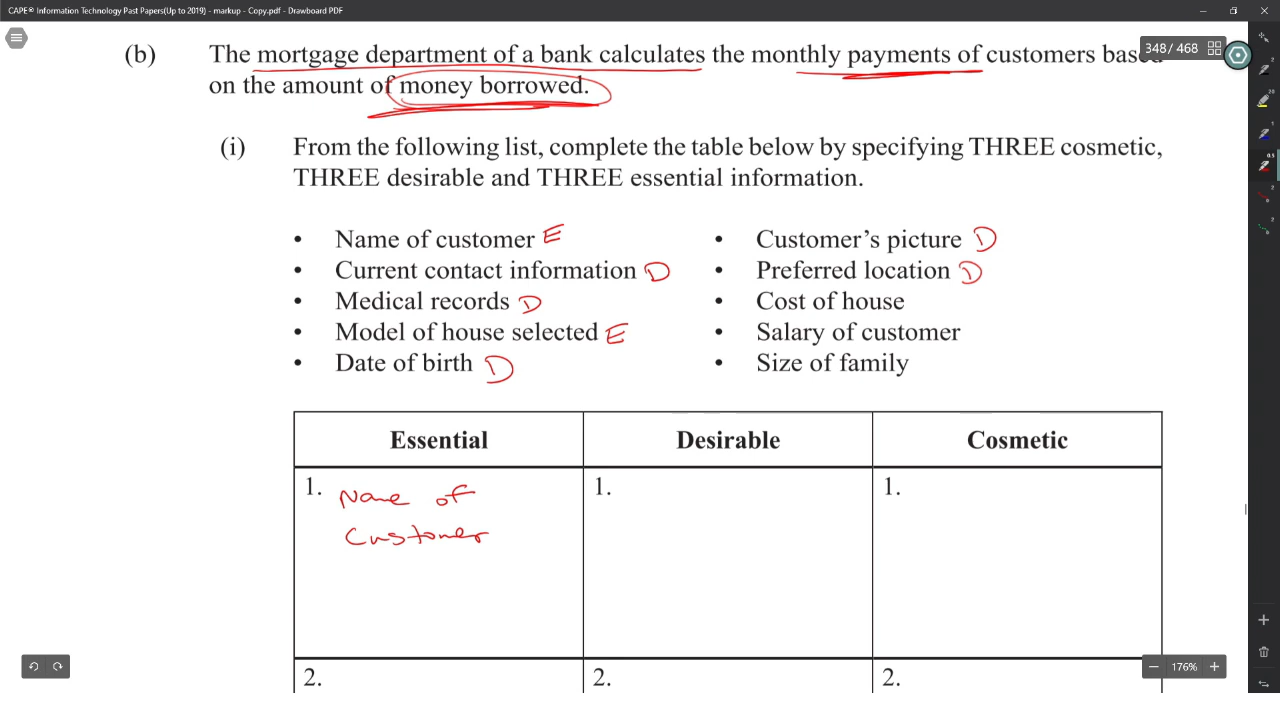 CAPE® Information Technology Past Papers(Up to 2019) - markup - Copy.pdf - Drawboard PDF
348 / 468
(b) The mortgage department of a bank calculates the monthly payments of customers based
on the amount of money borrowed.
(i) From the following list, complete the table below by specifying THREE cosmetic,
THREE desirable and THREE essential information.
• Name of customer E
• Current contact information D
• Medical records D
• Model of house selected E
• Date of birth D
• Customer's picture D
• Preferred location D
• Cost of house
• Salary of customer
• Size of family
Essential Desirable Cosmetic
1. Name of
Customer
1.
1.
2. 2. 2.
176%